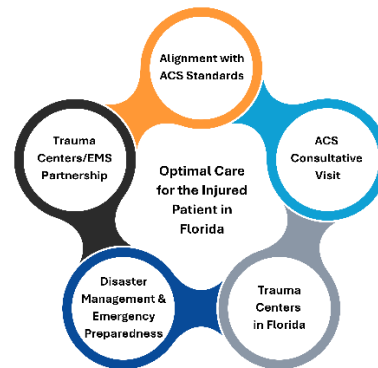 Alignment with
ACS Standards
ACS
Consultative
Visit
Trauma
Centers
in Florida
Disaster
Management &
Emergency
Preparedness
Trauma
Centers/EMS
Partnership
Optimal Care
for the Injured
Patient in
Florida